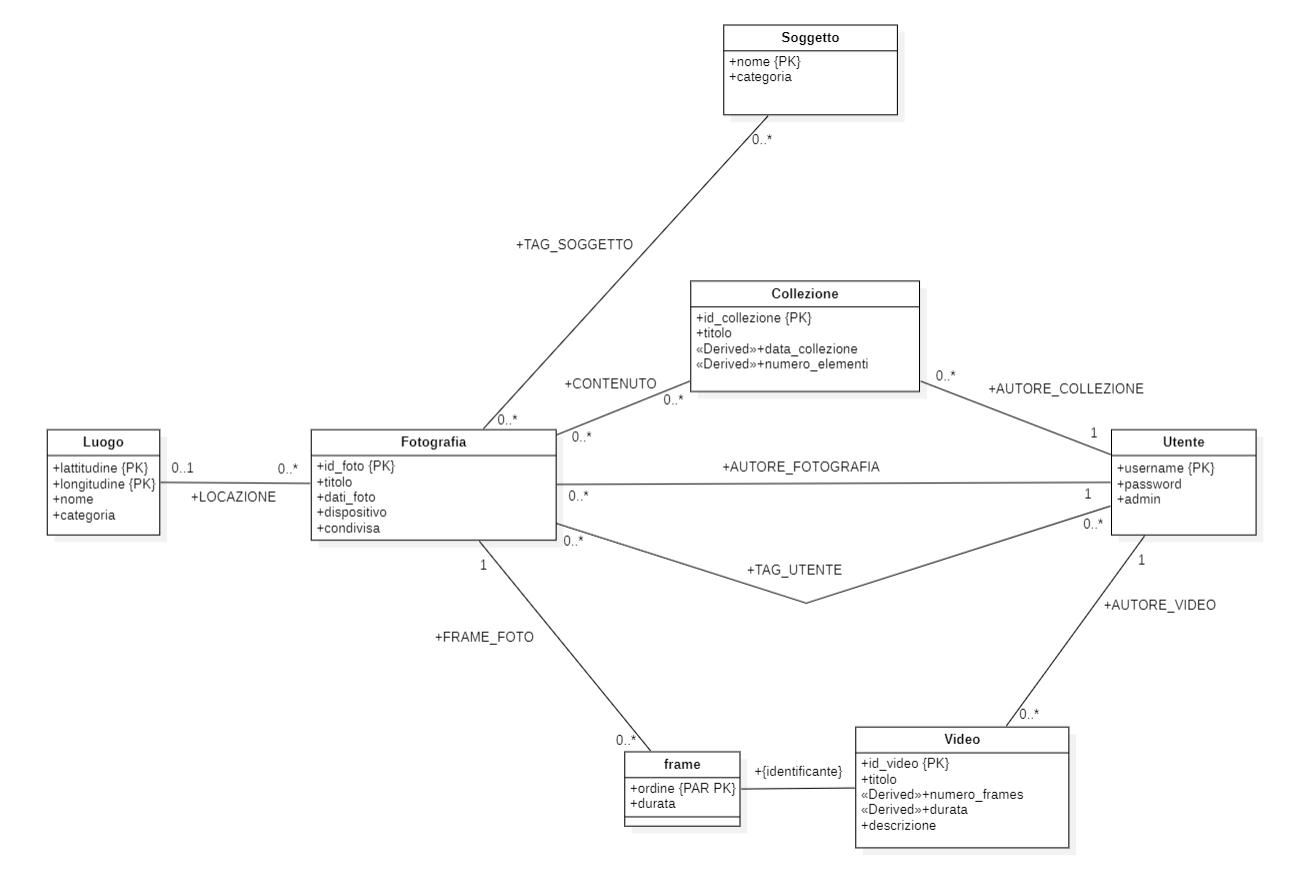 Soggetto
+nome {PK}
+categoria
0..*
+TAG_SOGGETTO
Collezione
+id_collezione {PK}
+titolo
«Derived»+data_collezione
«Derived»+numero_elementi
+CONTENUTO
0..*
0..*
0..*
+AUTORE_COLLEZIONE
1
0..*
Luogo
+lattitudine {PK}
+longitudine {PK}
+nome
+categoria
0..1
0..*
+LOCAZIONE
Fotografia
+id_foto {PK}
+titolo
+dati_foto
+dispositivo
+condivisa
+AUTORE_FOTOGRAFIA
0..*
1
Utente
+username {PK}
+password
+admin
0..*
0..*
+TAG_UTENTE
1
1
+AUTORE_VIDEO
+FRAME_FOTO
0..*
0..*
frame
+ordine {PAR PK}
+durata
+{identificante}
Video
+id_video {PK}
+titolo
«Derived»+numero_frames
«Derived»+durata
+descrizione